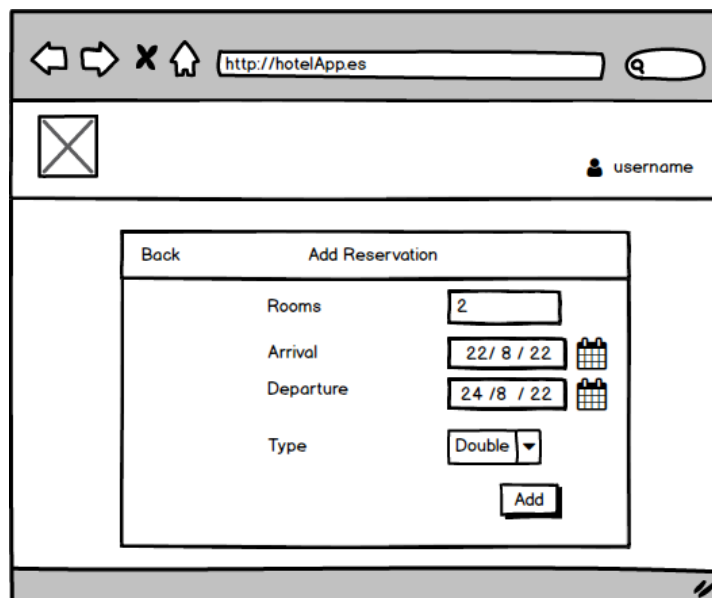 http://hotelApp.es
username
Back Add Reservation
Rooms 2
Arrival 22/ 8 / 22
Departure 24 /8 / 22
Type Double
Add